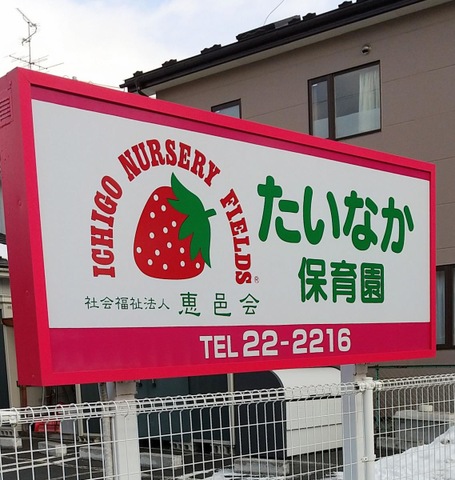 ICHIGO NURSERY FIELDS®
たいなか
保育園
社会福祉法人 恵邑会
TEL 22-2216